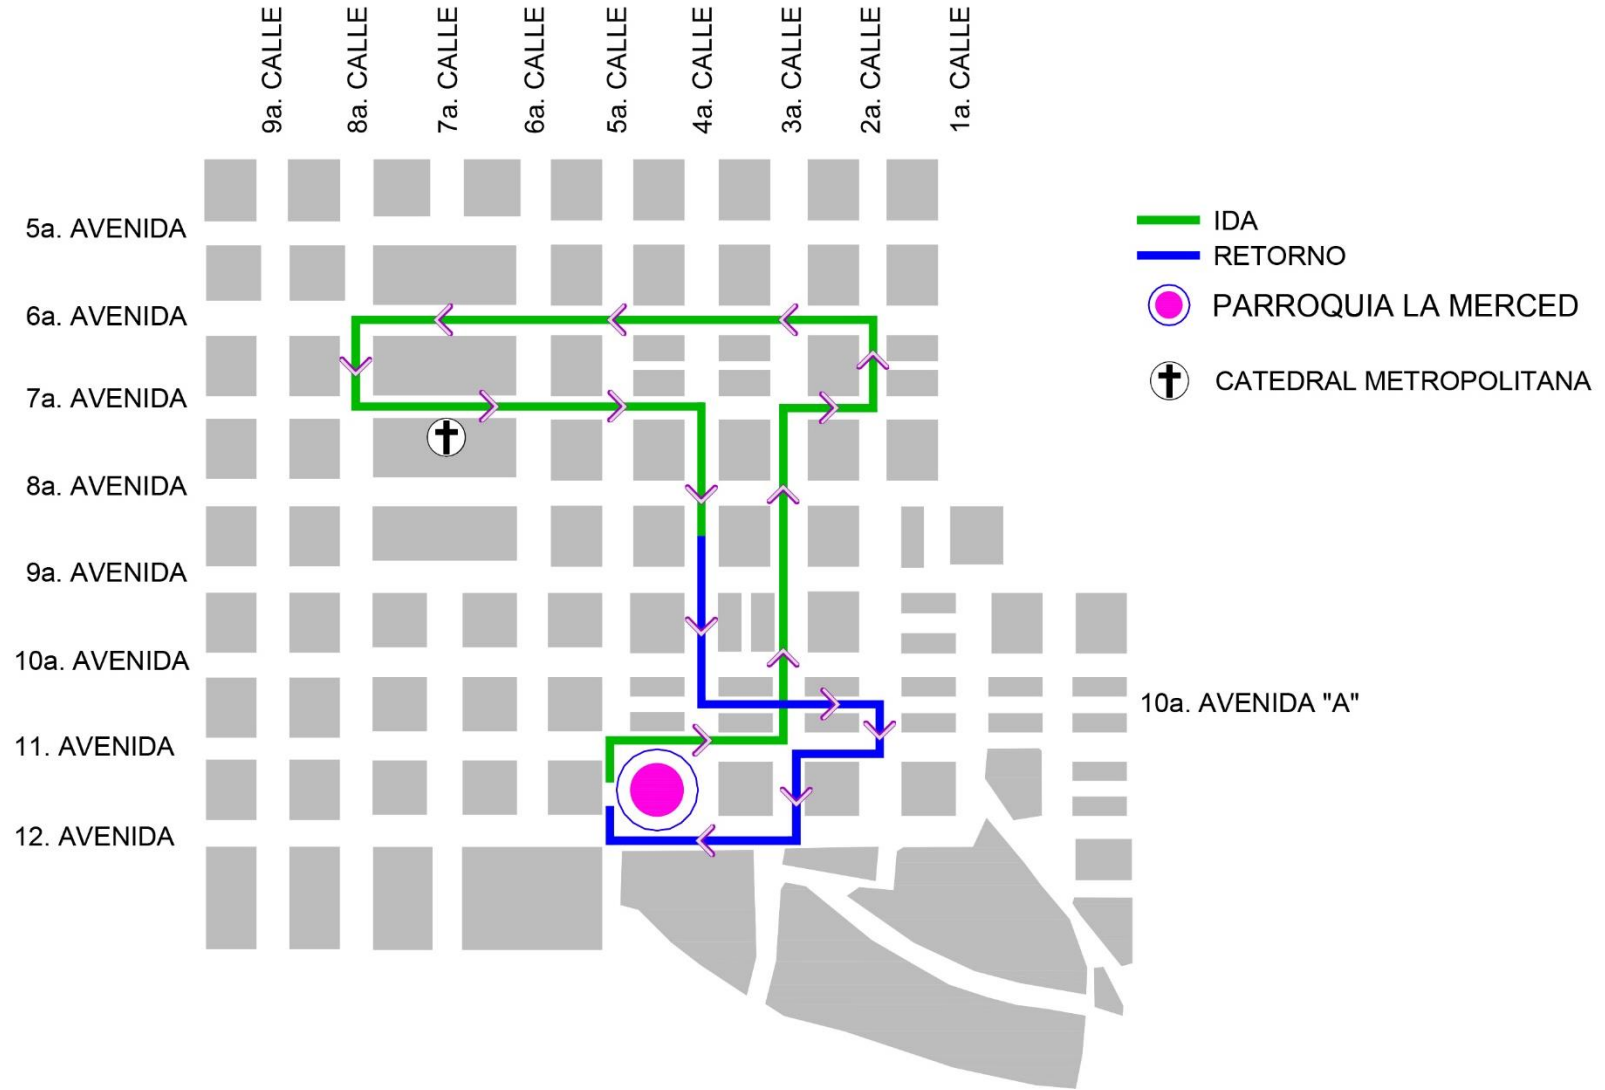 9a. CALLE
8a. CALLE
7a. CALLE
6a. CALLE
5a. CALLE
4a. CALLE
3a. CALLE
2a. CALLE
1a. CALLE
5a. AVENIDA
6a. AVENIDA
7a. AVENIDA
8a. AVENIDA
9a. AVENIDA
10a. AVENIDA
11. AVENIDA
12. AVENIDA
IDA
RETORNO
PARROQUIA LA MERCED
CATEDRAL METROPOLITANA
10a. AVENIDA "A"